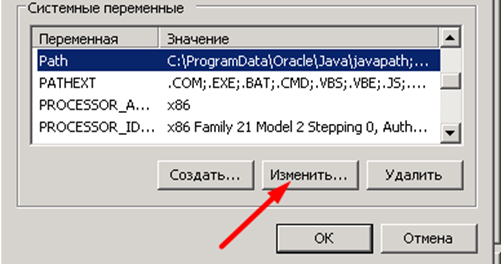 Системные переменные
Переменная Значение
Path C:\ProgramData\Oracle\Java\javapath;...
PATHEXT .COM;.EXE;.BAT;.CMD;.VBS;.VBE;.JS;....
PROCESSOR_A... x86
PROCESSOR_ID... x86 Family 21 Model 2 Stepping 0, Auth...
Создать... Изменить... Удалить
ОК Отмена